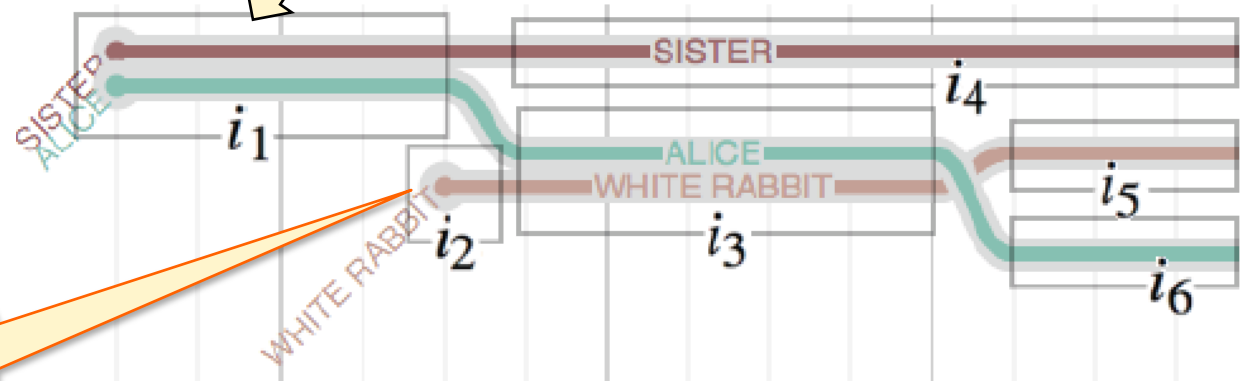 SISTER
ALICE
i1
SISTER
i4
ALICE
WHITE RABBIT
i3
WHITE RABBIT
i2
i5
i6